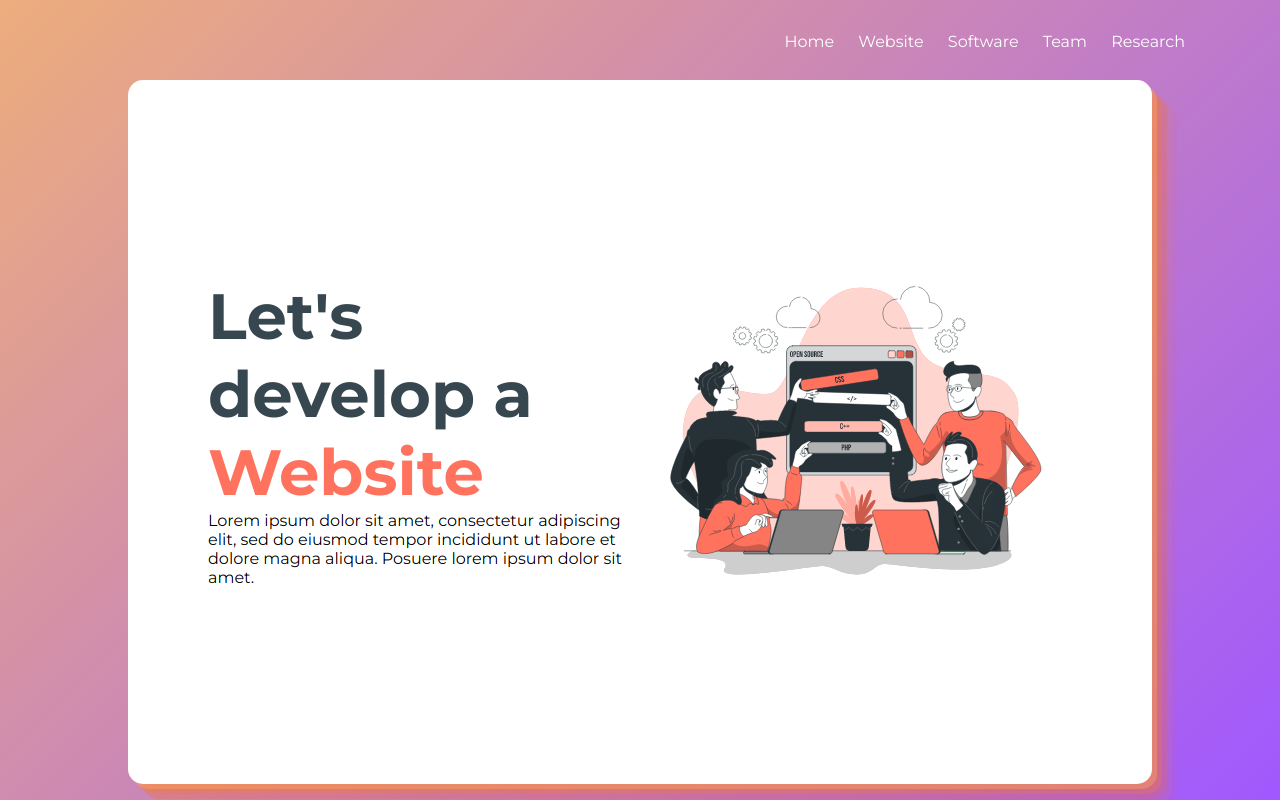 Home Website Software Team Research
Let's
develop a
Website
Lorem ipsum dolor sit amet, consectetur adipiscing
elit, sed do eiusmod tempor incididunt ut labore et
dolore magna aliqua. Posuere lorem ipsum dolor sit
amet.
OPEN SOURCE
CSS
</>
C++
PHP